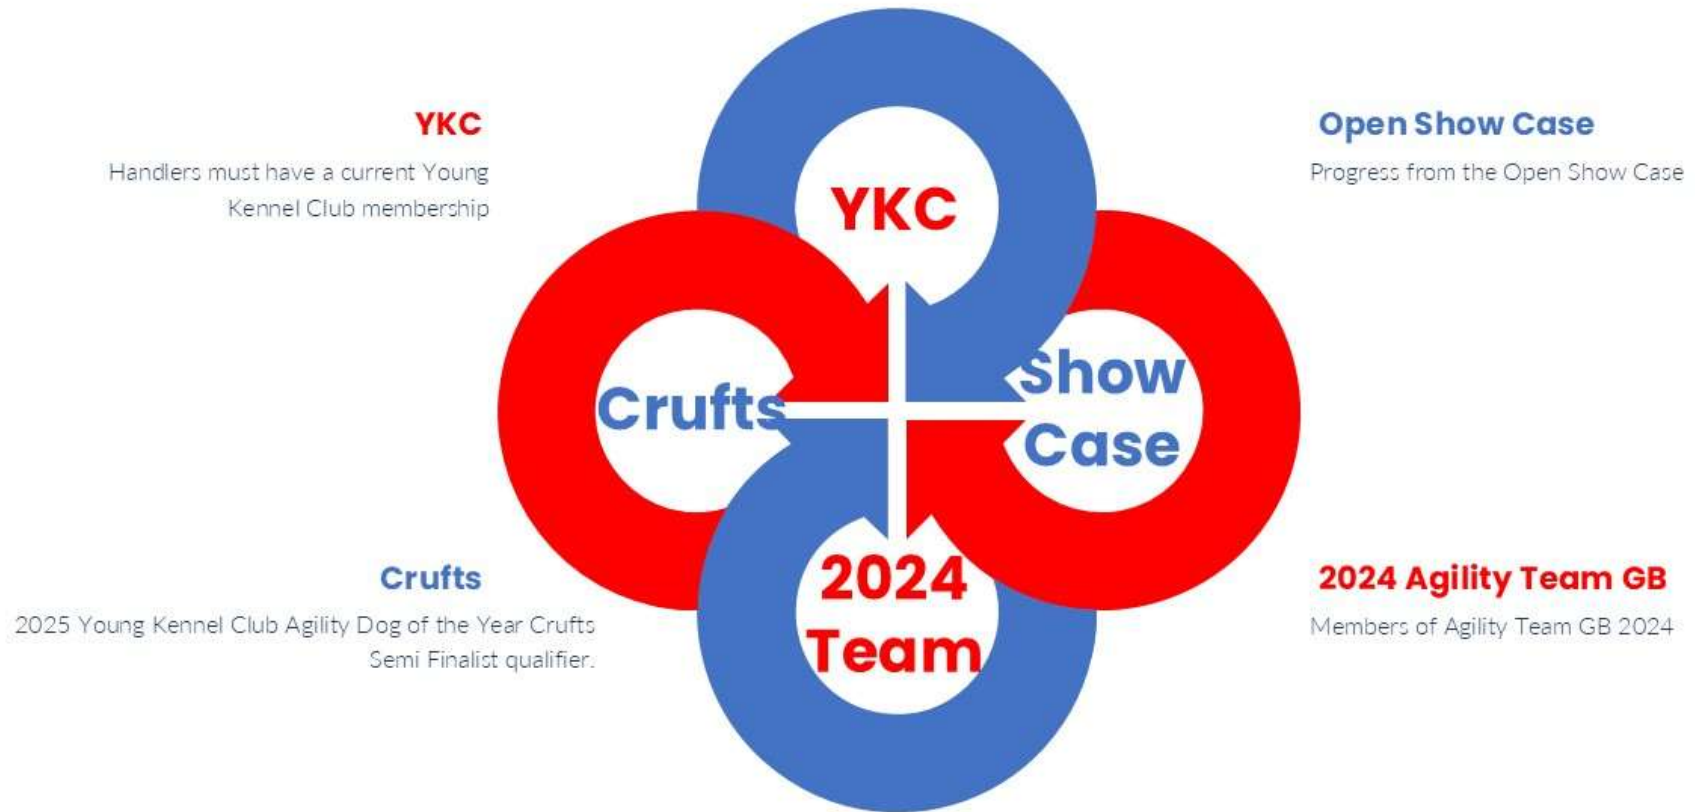 YKC
Handlers must have a current Young
Kennel Club membership
Open Show Case
Progress from the Open Show Case
YKC
Show
Case
Crufts
2024
Team
Crufts
2025 Young Kennel Club Agility Dog of the Year Crufts
Semi Finalist qualifier.
2024 Agility Team GB
Members of Agility Team GB 2024